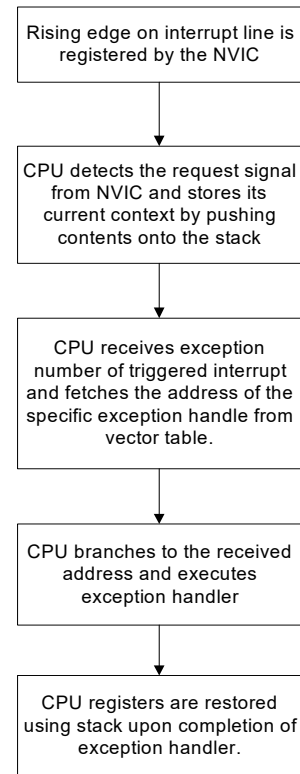 Rising edge on interrupt line is
registered by the NVIC
CPU detects the request signal
from NVIC and stores its
current context by pushing
contents onto the stack
CPU receives exception
number of triggered interrupt
and fetches the address of the
specific exception handle from
vector table.
CPU branches to the received
address and executes
exception handler
CPU registers are restored
using stack upon completion of
exception handler.